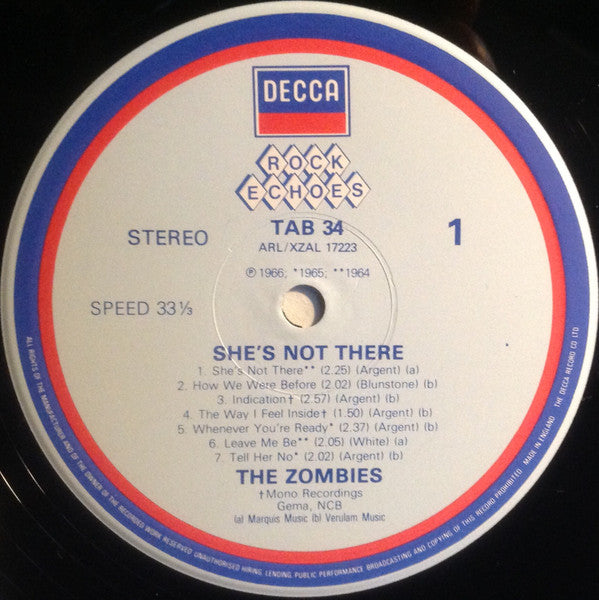 DECCA
ROCK
ECHOES
TAB 34
ARL/XZAL 17223
STEREO
1
℗ 1966; *1965; **1964
SPEED 33⅓
SHE'S NOT THERE
1. She's Not There** (2.25) (Argent) (a)
2. How We Were Before (2.02) (Blunstone) (b)
3. Indication† (2.57) (Argent) (b)
4. The Way I Feel Inside† (1.50) (Argent) (b)
5. Whenever You're Ready* (2.37) (Argent) (b)
6. Leave Me Be** (2.05) (White) (a)
7. Tell Her No* (2.02) (Argent) (b)
THE ZOMBIES
†Mono Recordings
Gema, NCB
(a) Marquis Music (b) Verulam Music
ALL RIGHTS OF THE MANUFACTURER AND OF THE OWNER OF THE RECORDED WORK RESERVED UNAUTHORISED HIRING, LENDING, PUBLIC PERFORMANCE BROADCASTING AND COPYING OF THIS RECORD PROHIBITED MADE IN ENGLAND THE DECCA RECORD CO LTD